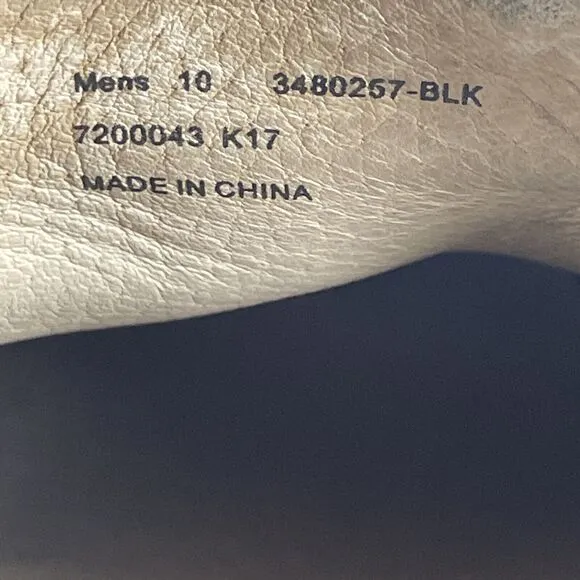 Mens 10 3480257-BLK
7200043 K17
MADE IN CHINA